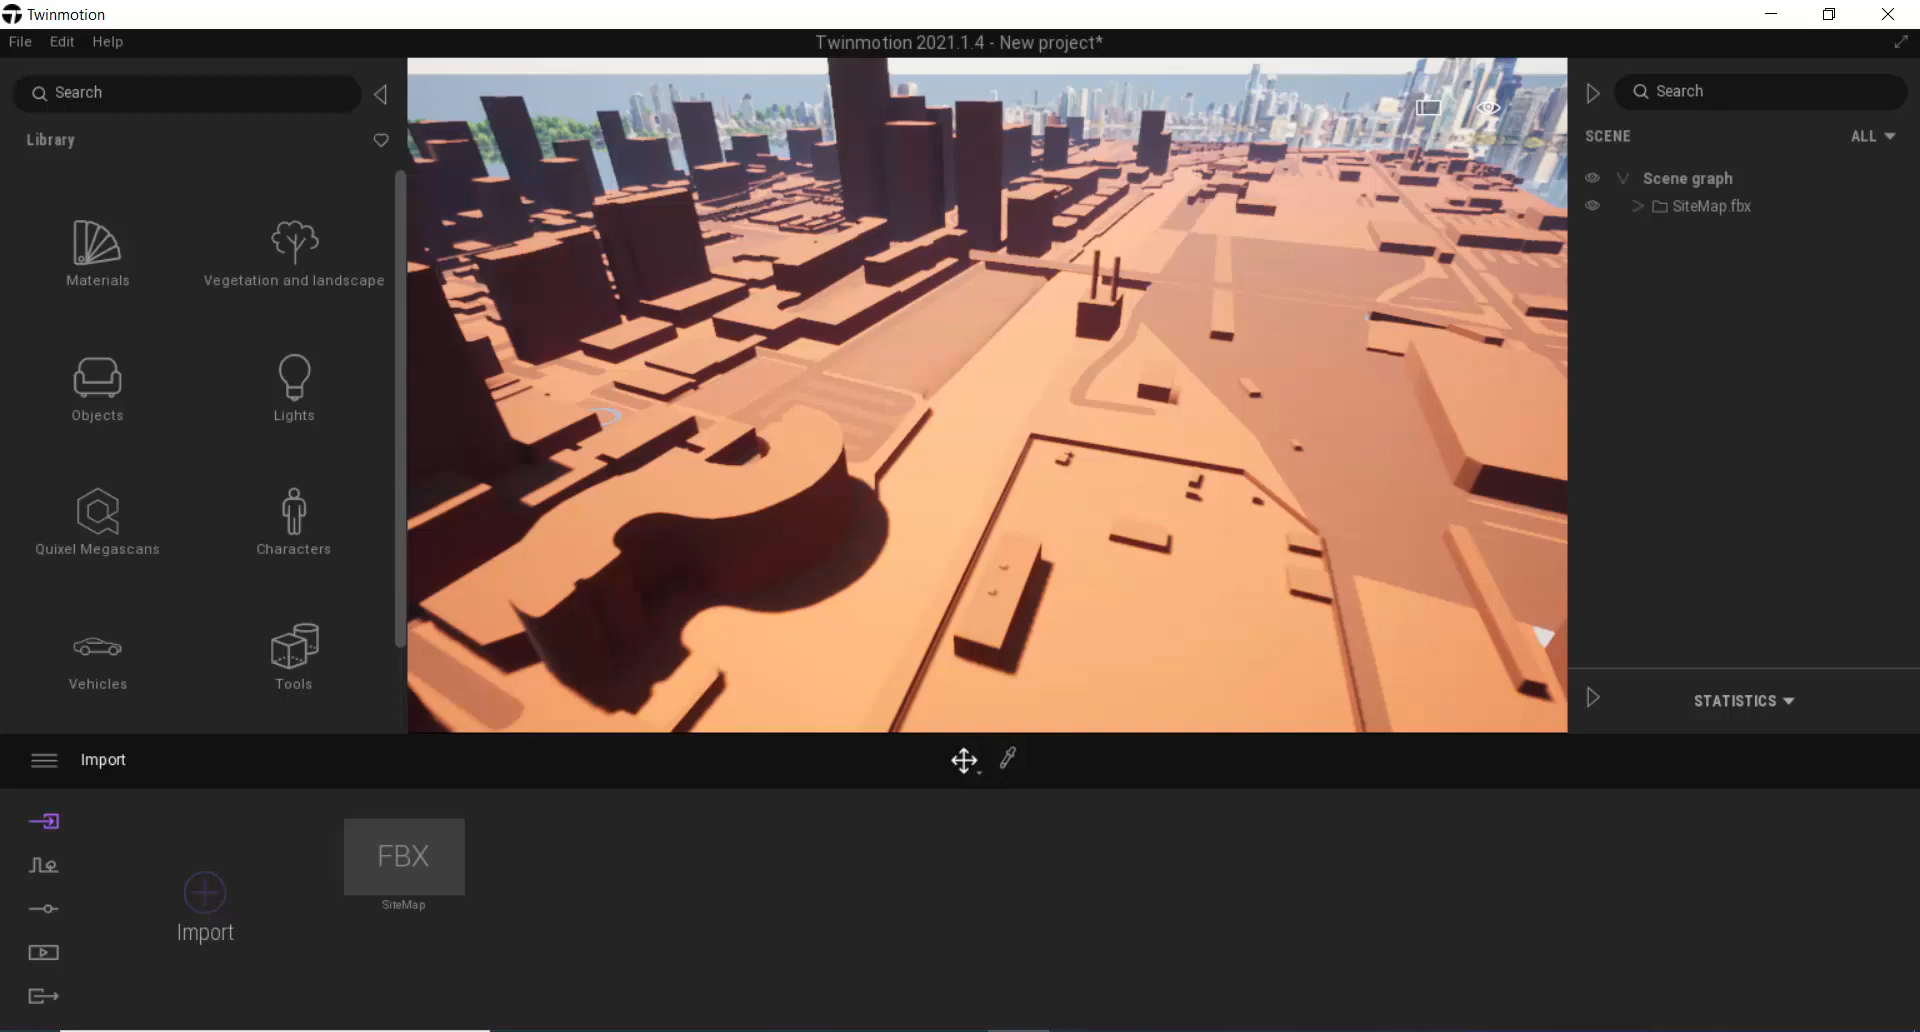 Twinmotion
File Edit Help
Twinmotion 2021.1.4 - New project*
Search
Library
Materials
Vegetation and landscape
Objects
Lights
Quixel Megascans
Characters
Vehicles
Tools
Search
SCENE
ALL
Scene graph
SiteMap.fbx
STATISTICS
Import
Import
FBX
SiteMap